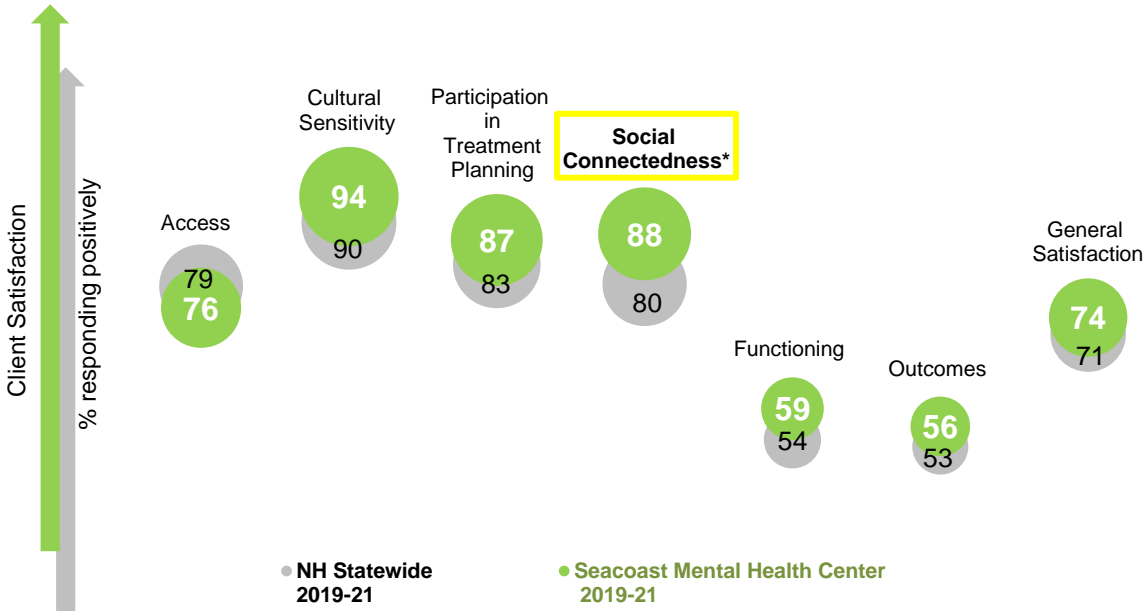 Client Satisfaction
% responding positively
Access
79
76
Cultural
Sensitivity
94
90
Participation
in
Treatment
Planning
87
83
Social
Connectedness*
88
80
Functioning
59
54
Outcomes
56
53
General
Satisfaction
74
71
NH Statewide
2019-21
Seacoast Mental Health Center
2019-21